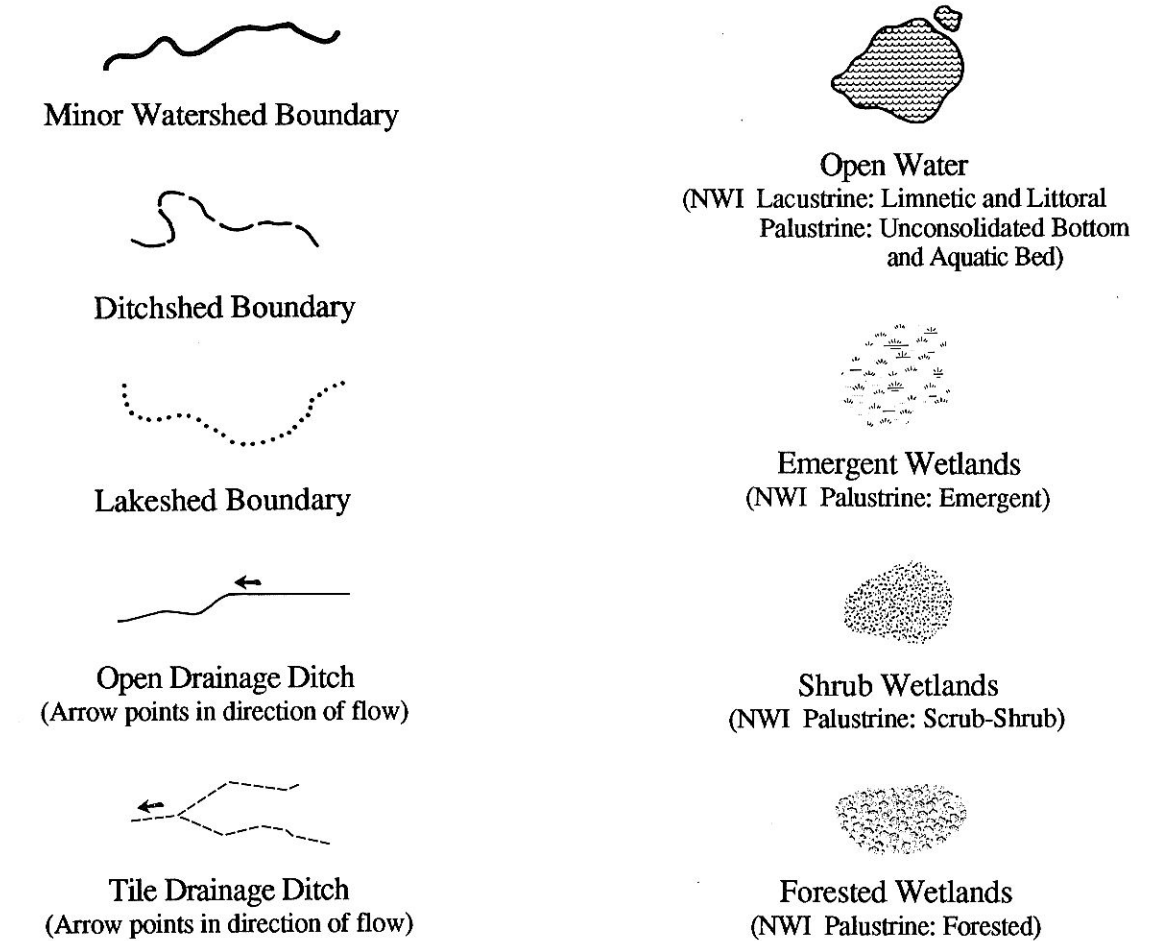 Minor Watershed Boundary
Ditchshed Boundary
Lakeshed Boundary
Open Drainage Ditch
(Arrow points in direction of flow)
Tile Drainage Ditch
(Arrow points in direction of flow)
Open Water
(NWI Lacustrine: Limnetic and Littoral
Palustrine: Unconsolidated Bottom
and Aquatic Bed)
Emergent Wetlands
(NWI Palustrine: Emergent)
Shrub Wetlands
(NWI Palustrine: Scrub-Shrub)
Forested Wetlands
(NWI Palustrine: Forested)